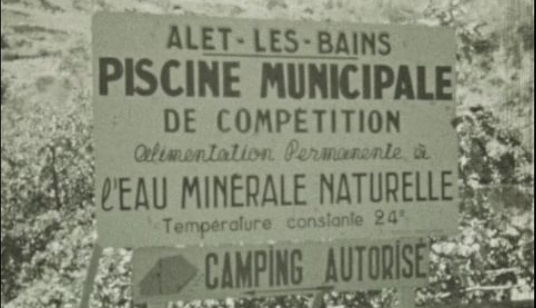 ALET-LES-BAINS
PISCINE MUNICIPALE
DE COMPÉTITION
Alimentation Permanente à
l'EAU MINÉRALE NATURELLE
Température constante 24°
CAMPING AUTORISÉ